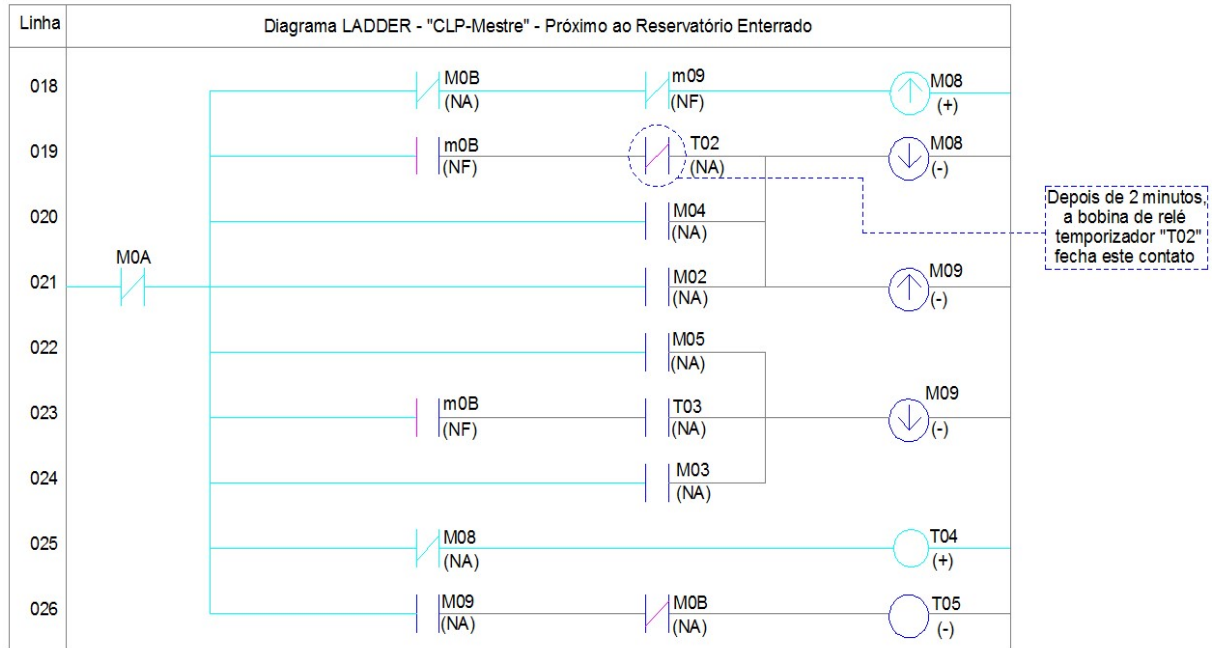 Linha Diagrama LADDER - "CLP-Mestre" - Próximo ao Reservatório Enterrado
018 M0B (NA) m09 (NF) M08 (+)
019 m0B (NF) T02 (NA) M08 (-)
Depois de 2 minutos,
a bobina de relé
temporizador "T02"
fecha este contato
020 M04 (NA)
M0A
021 M02 (NA) M09 (-)
022 M05 (NA)
023 m0B (NF) T03 (NA) M09 (-)
024 M03 (NA)
025 M08 (NA) T04 (+)
026 M09 (NA) M0B (NA) T05 (-)